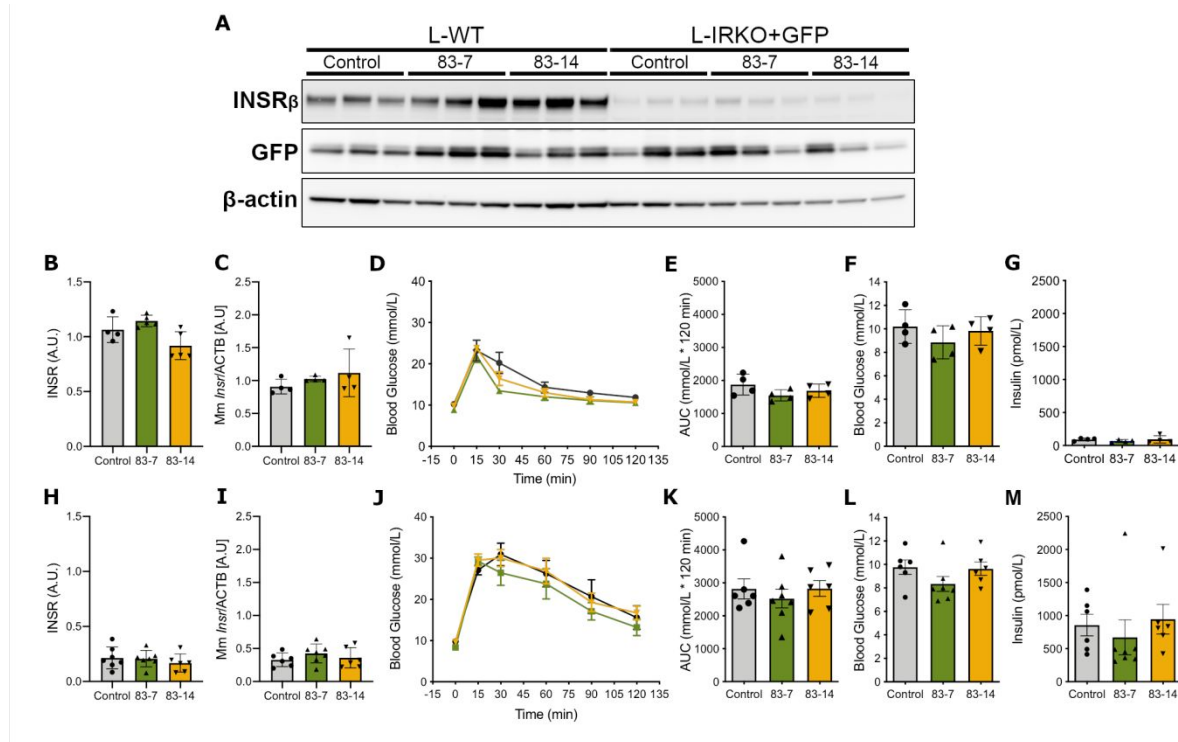 A
L-WT L-IRKO+GFP
Control 83-7 83-14 Control 83-7 83-14
INSRβ
GFP
β-actin
B
INSR (A.U.)
1.5
1.0
0.5
0.0
Control 83-7 83-14
C
Mm Insr/ACTB [A.U]
2.5
2.0
1.5
1.0
0.5
0.0
Control 83-7 83-14
D
Blood Glucose (mmol/L)
40
30
20
10
0
-15 0 15 30 45 60 75 90 105 120 135
Time (min)
E
AUC (mmol/L * 120 min)
5000
4000
3000
2000
1000
0
Control 83-7 83-14
F
Blood Glucose (mmol/L)
14
12
10
8
6
4
2
0
Control 83-7 83-14
G
Insulin (pmol/L)
2500
2000
1500
1000
500
0
Control 83-7 83-14
H
INSR (A.U.)
1.5
1.0
0.5
0.0
Control 83-7 83-14
I
Mm Insr/ACTB [A.U]
2.5
2.0
1.5
1.0
0.5
0.0
Control 83-7 83-14
J
Blood Glucose (mmol/L)
40
30
20
10
0
-15 0 15 30 45 60 75 90 105 120 135
Time (min)
K
AUC (mmol/L * 120 min)
5000
4000
3000
2000
1000
0
Control 83-7 83-14
L
Blood Glucose (mmol/L)
14
12
10
8
6
4
2
0
Control 83-7 83-14
M
Insulin (pmol/L)
2500
2000
1500
1000
500
0
Control 83-7 83-14